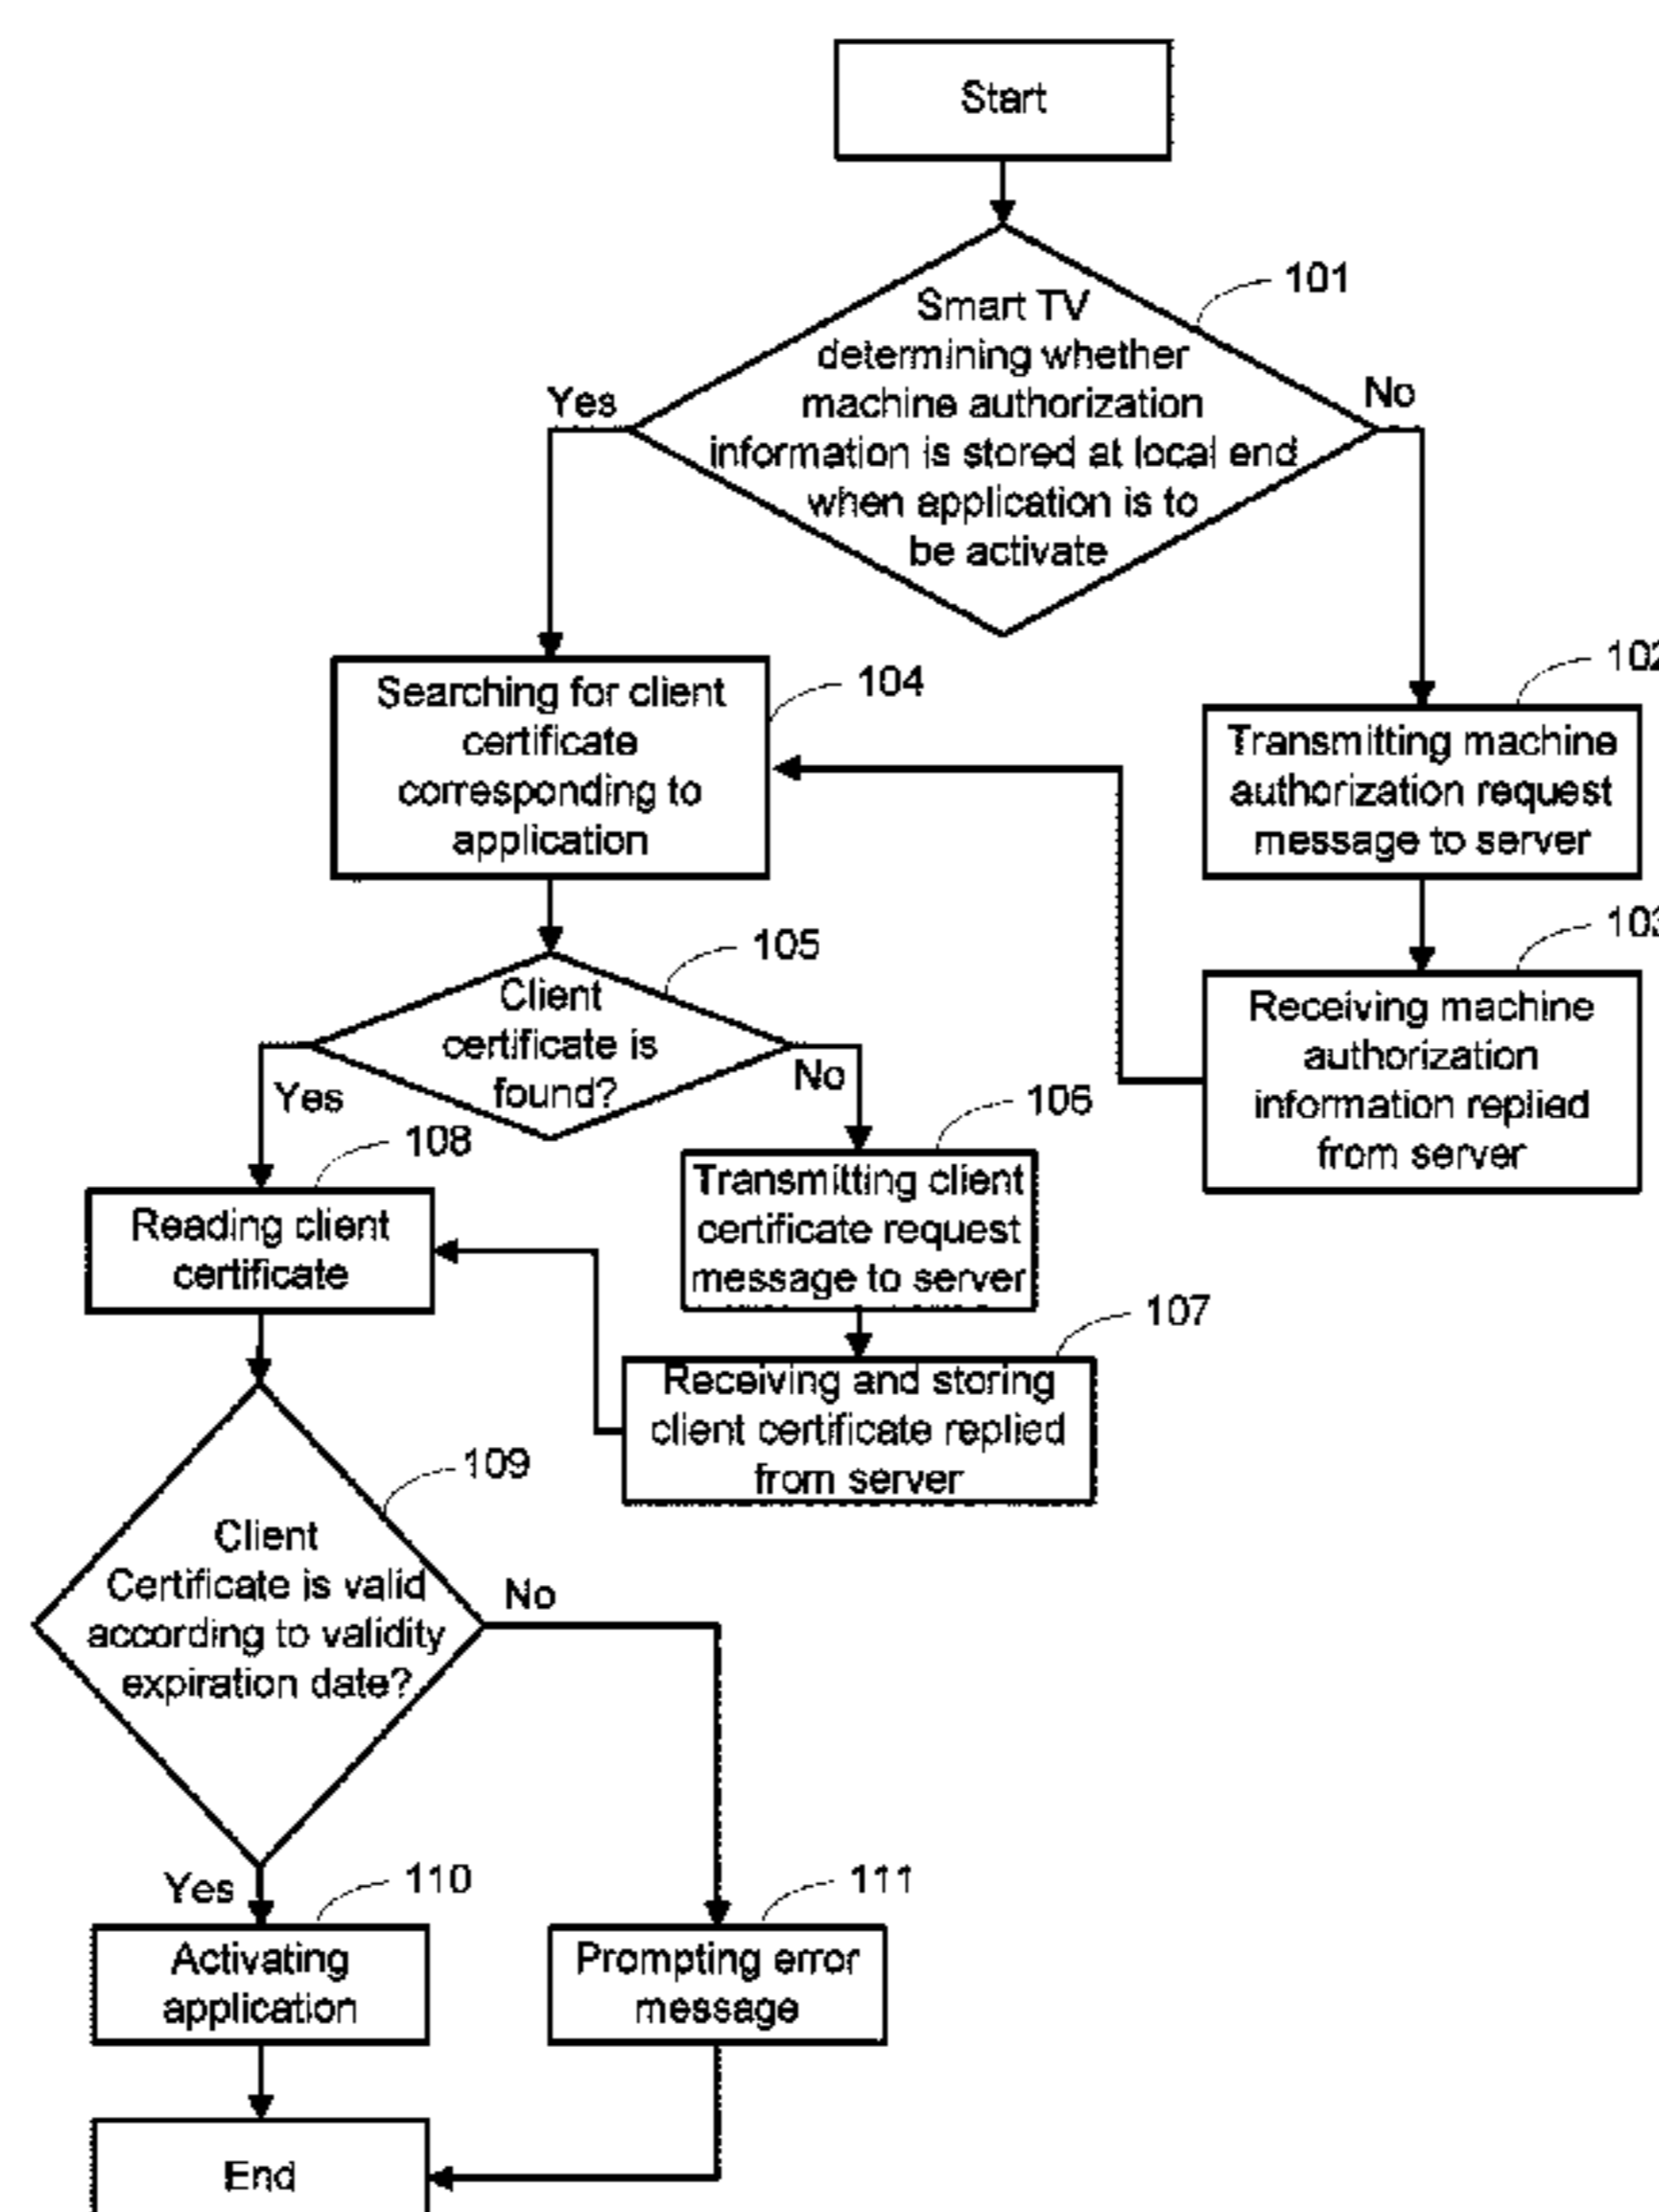 Start
101
Smart TV
determining whether
machine authorization
information is stored at local end
when application is to
be activate
Yes
No
104
Searching for client
certificate
corresponding to
application
102
Transmitting machine
authorization request
message to server
103
Receiving machine
authorization
information replied
from server
105
Client
certificate is
found?
Yes
No
106
Transmitting client
certificate request
message to server
108
Reading client
certificate
107
Receiving and storing
client certificate replied
from server
109
Client
Certificate is valid
according to validity
expiration date?
No
Yes
110
Activating
application
111
Prompting error
message
End